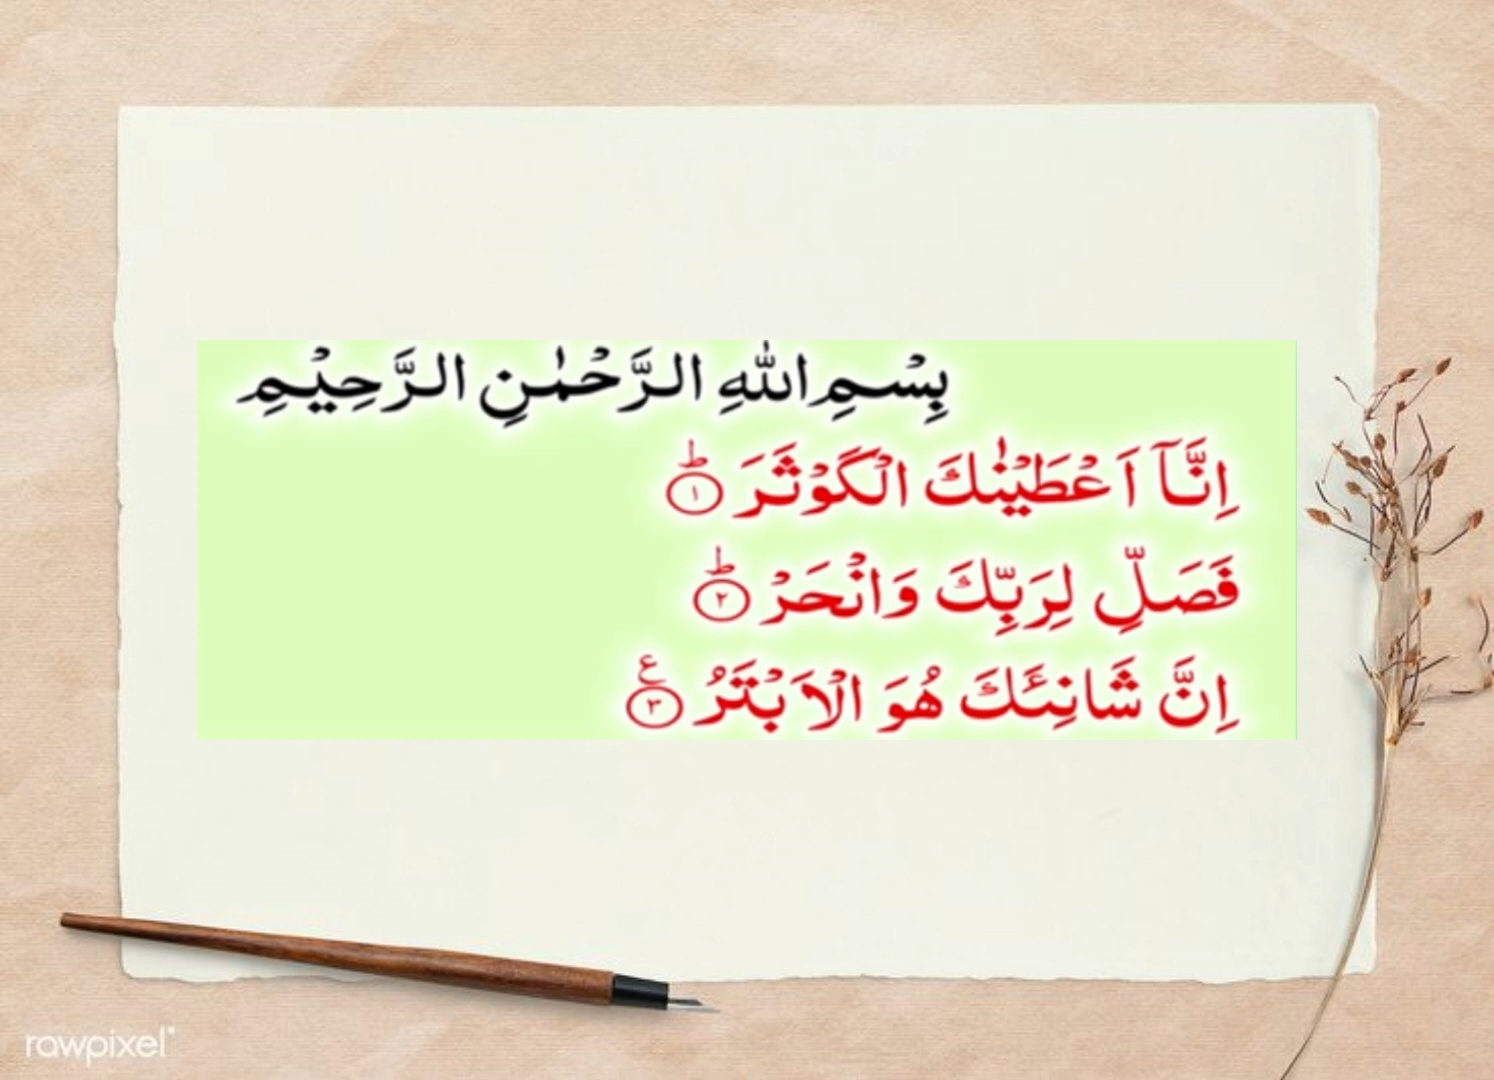 بِسْمِ اللّٰهِ الرَّحْمٰنِ الرَّحِيْمِ
اِنَّآ اَعْطَيْنٰكَ الْكَوْثَرَ ؕ﴿۱﴾
فَصَلِّ لِرَبِّكَ وَانْحَرْ ؕ﴿۲﴾
اِنَّ شَانِئَكَ هُوَ الْاَبْتَرُ ﴿۳﴾ ع
rawpixel